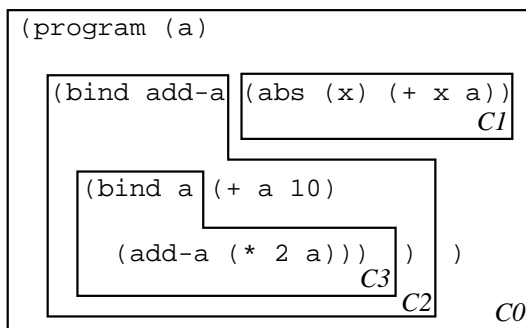 (program (a)
(bind add-a (abs (x) (+ x a))
C1
(bind a (+ a 10)
(add-a (* 2 a))) ) )
C3
C2
C0